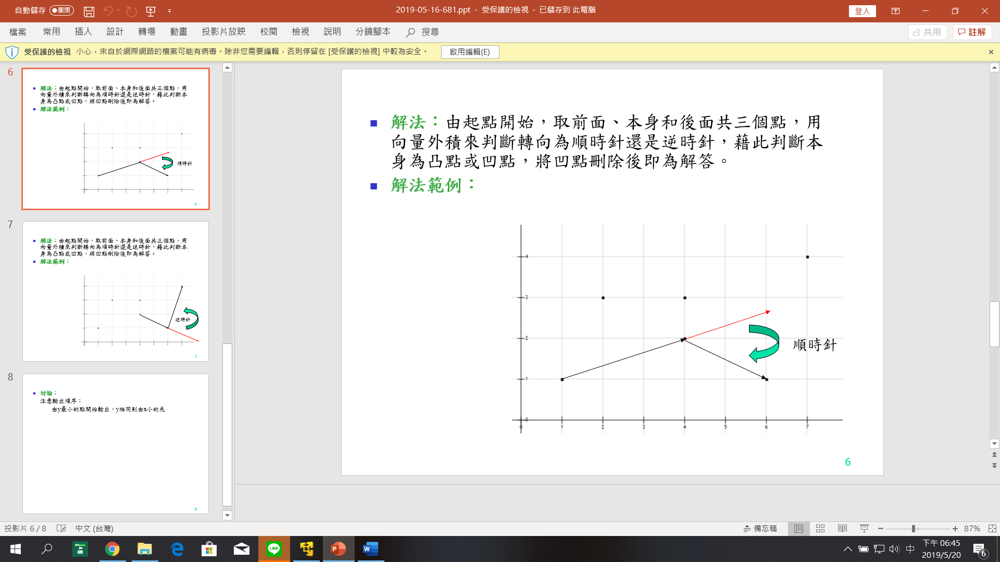 自動儲存 關閉
2019-05-16-681.ppt - 受保護的檢視 - 已儲存到 此電腦
登入
檔案 常用 插入 設計 轉場 動畫 投影片放映 校閱 檢視 說明 分鏡腳本 搜尋
共用 註解
受保護的檢視 小心，來自於網際網路的檔案可能有病毒。除非您需要編輯，否則停留在 [受保護的檢視] 中較為安全。 啟用編輯(E)
6
解法：由起點開始，取前面、本身和後面共三個點，用
向量外積來判斷轉向為順時針還是逆時針，藉此判斷本
身為凸點或凹點，將凹點刪除後即為解答。
解法範例：
順時針
6
7
解法：由起點開始，取前面、本身和後面共三個點，用
向量外積來判斷轉向為順時針還是逆時針，藉此判斷本
身為凸點或凹點，將凹點刪除後即為解答。
解法範例：
逆時針
7
8
討論：
注意輸出順序：
由y最小的點開始輸出，y相同則由x小的先
8
解法：由起點開始，取前面、本身和後面共三個點，用
向量外積來判斷轉向為順時針還是逆時針，藉此判斷本
身為凸點或凹點，將凹點刪除後即為解答。
解法範例：
4
3
2
順時針
1
0
0 1 2 3 4 5 6 7
6
投影片 6 / 8 中文 (台灣)
備忘稿 87%
LINE
P
W
中
下午 06:45
2019/5/20
6